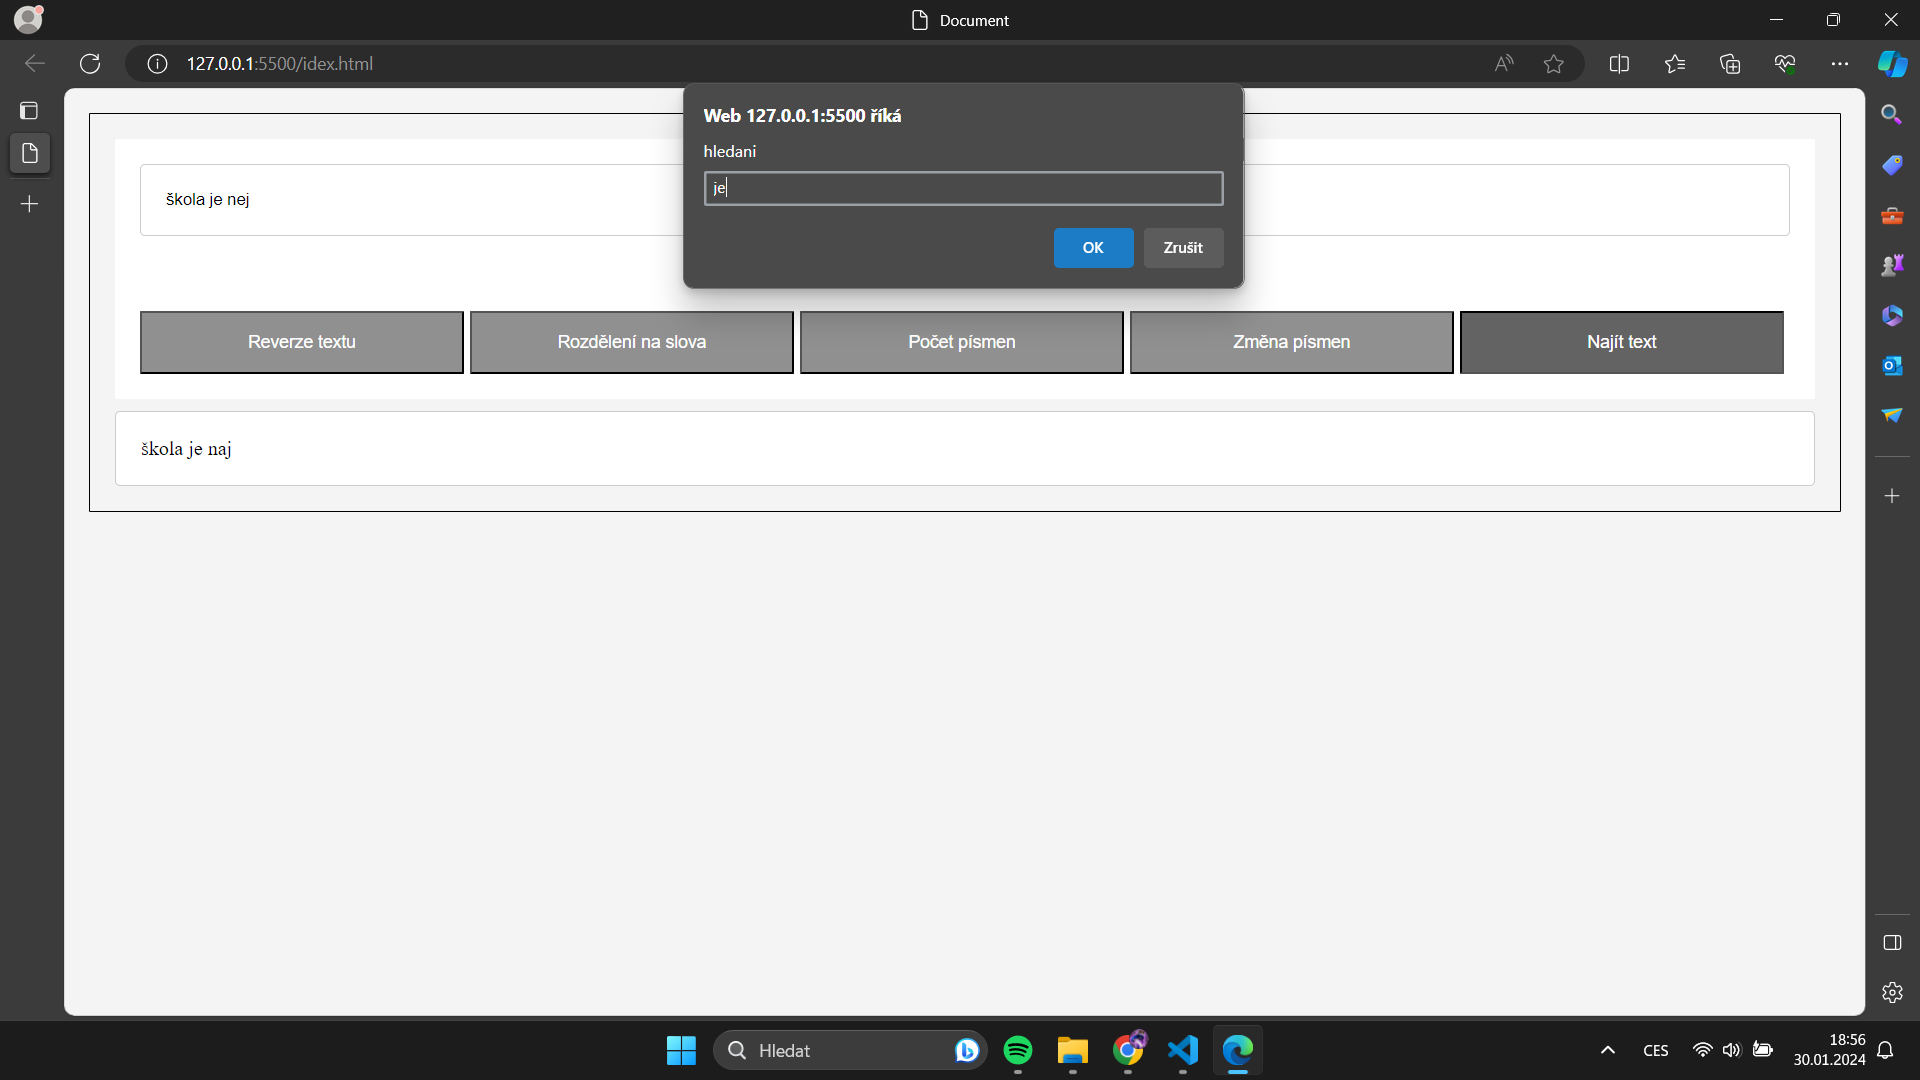 Document
127.0.0.1:5500/idex.html
Web 127.0.0.1:5500 říká
hledani
je
OK
Zrušit
škola je nej
Reverze textu
Rozdělení na slova
Počet písmen
Změna písmen
Najít text
škola je naj
Hledat
CES
18:56
30.01.2024